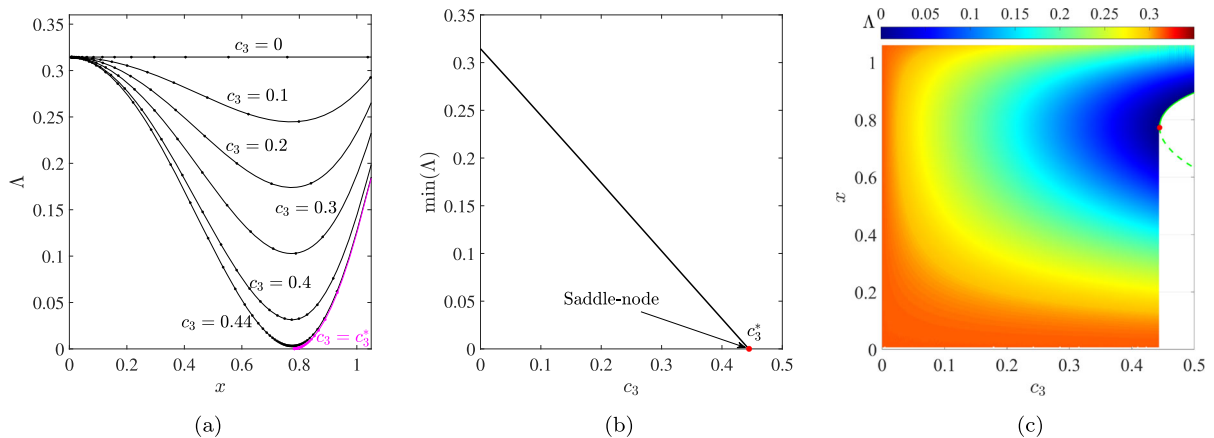 0.35
0.3
0.25
0.2
0.15
0.1
0.05
0
Λ
c₃ = 0
c₃ = 0.1
c₃ = 0.2
c₃ = 0.3
c₃ = 0.4
c₃ = 0.44
c₃ = c₃*
0 0.2 0.4 0.6 0.8 1
x
(a)
0.35
0.3
0.25
0.2
0.15
0.1
0.05
0
min(Λ)
Saddle-node
c₃*
0 0.1 0.2 0.3 0.4 0.5
c₃
(b)
Λ 0 0.05 0.1 0.15 0.2 0.25 0.3
1
0.8
0.6
0.4
0.2
0
x
0 0.1 0.2 0.3 0.4 0.5
c₃
(c)